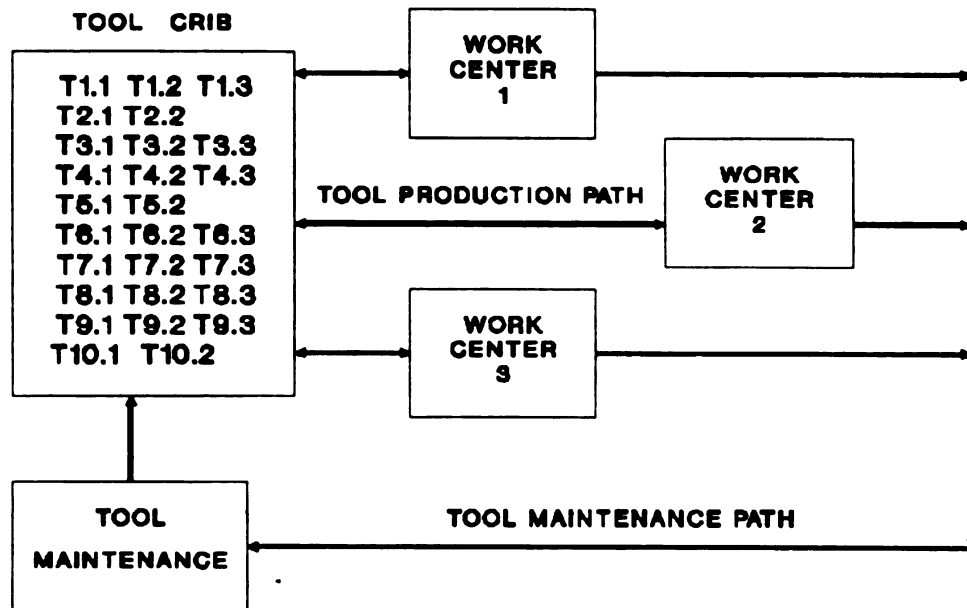 TOOL CRIB
T1.1 T1.2 T1.3
T2.1 T2.2
T3.1 T3.2 T3.3
T4.1 T4.2 T4.3
T5.1 T5.2
T6.1 T6.2 T6.3
T7.1 T7.2 T7.3
T8.1 T8.2 T8.3
T9.1 T9.2 T9.3
T10.1 T10.2
WORK
CENTER
1
TOOL PRODUCTION PATH
WORK
CENTER
2
WORK
CENTER
3
TOOL
MAINTENANCE
TOOL MAINTENANCE PATH